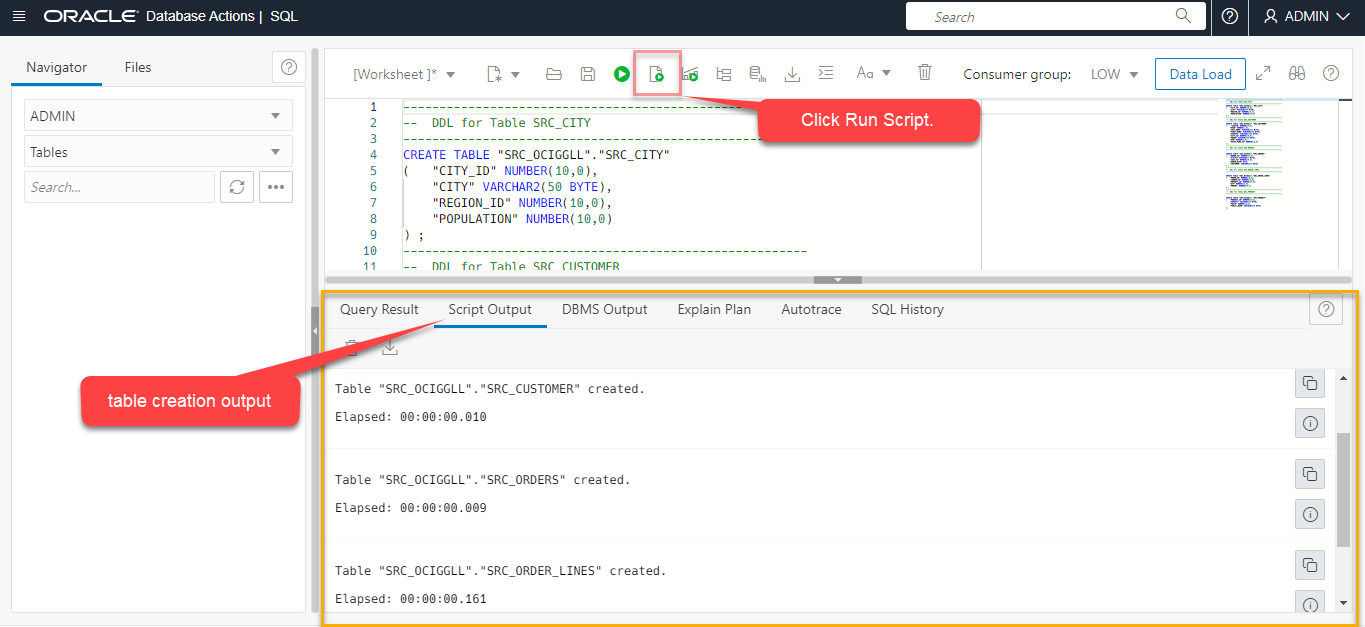 ORACLE® Database Actions | SQL
Search
ADMIN
Navigator
Files
[Worksheet ]*
Aa
Consumer group:
LOW
Data Load
ADMIN
Tables
Search...
Click Run Script.
1 --------------------------------------------------------
2 --  DDL for Table SRC_CITY
3 --------------------------------------------------------
4 CREATE TABLE "SRC_OCIGGLL"."SRC_CITY"
5 (   "CITY_ID" NUMBER(10,0),
6     "CITY" VARCHAR2(50 BYTE),
7     "REGION_ID" NUMBER(10,0),
8     "POPULATION" NUMBER(10,0)
9 ) ;
10 --------------------------------------------------------
11 --  DDL for Table SRC_CUSTOMER
Query Result
Script Output
DBMS Output
Explain Plan
Autotrace
SQL History
table creation output
Table "SRC_OCIGGLL"."SRC_CUSTOMER" created.
Elapsed: 00:00:00.010
Table "SRC_OCIGGLL"."SRC_ORDERS" created.
Elapsed: 00:00:00.009
Table "SRC_OCIGGLL"."SRC_ORDER_LINES" created.
Elapsed: 00:00:00.161